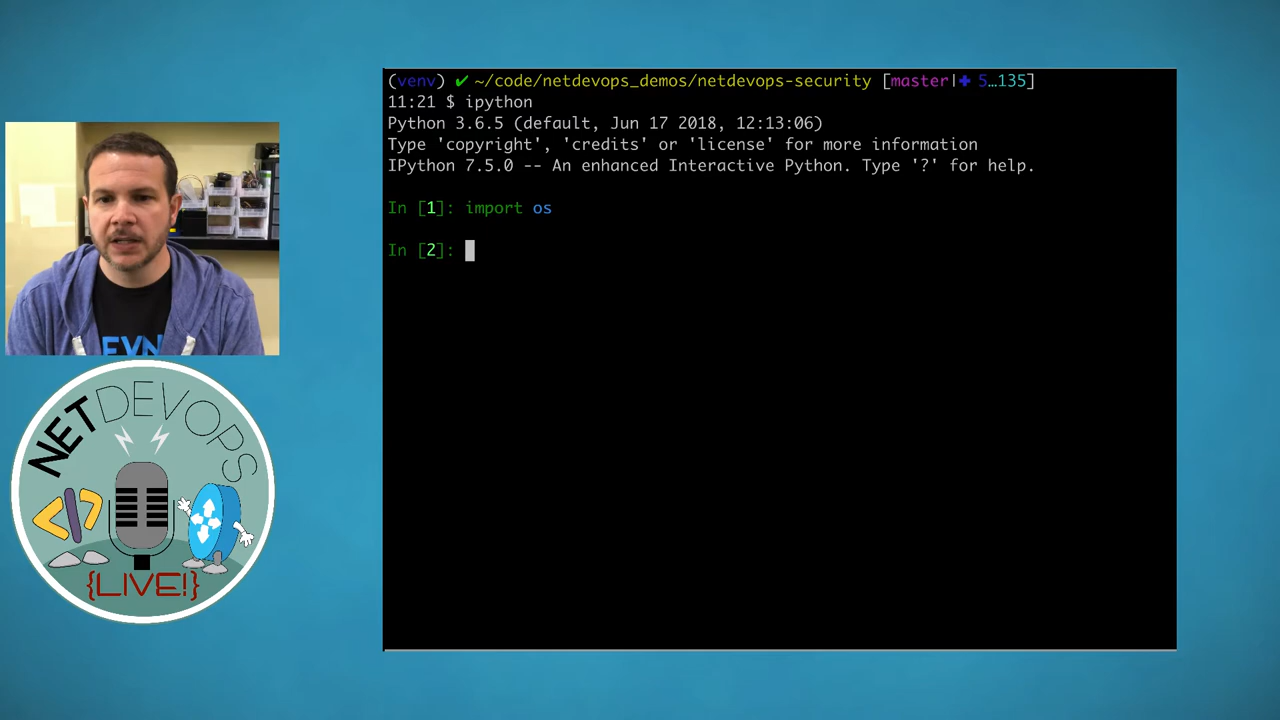 (venv) ✔ ~/code/netdevops_demos/netdevops-security [master|✚ 5…135]
11:21 $ ipython
Python 3.6.5 (default, Jun 17 2018, 12:13:06)
Type 'copyright', 'credits' or 'license' for more information
IPython 7.5.0 -- An enhanced Interactive Python. Type '?' for help.
In [1]: import os
In [2]:
NETDEVOPS
</>
{LIVE!}